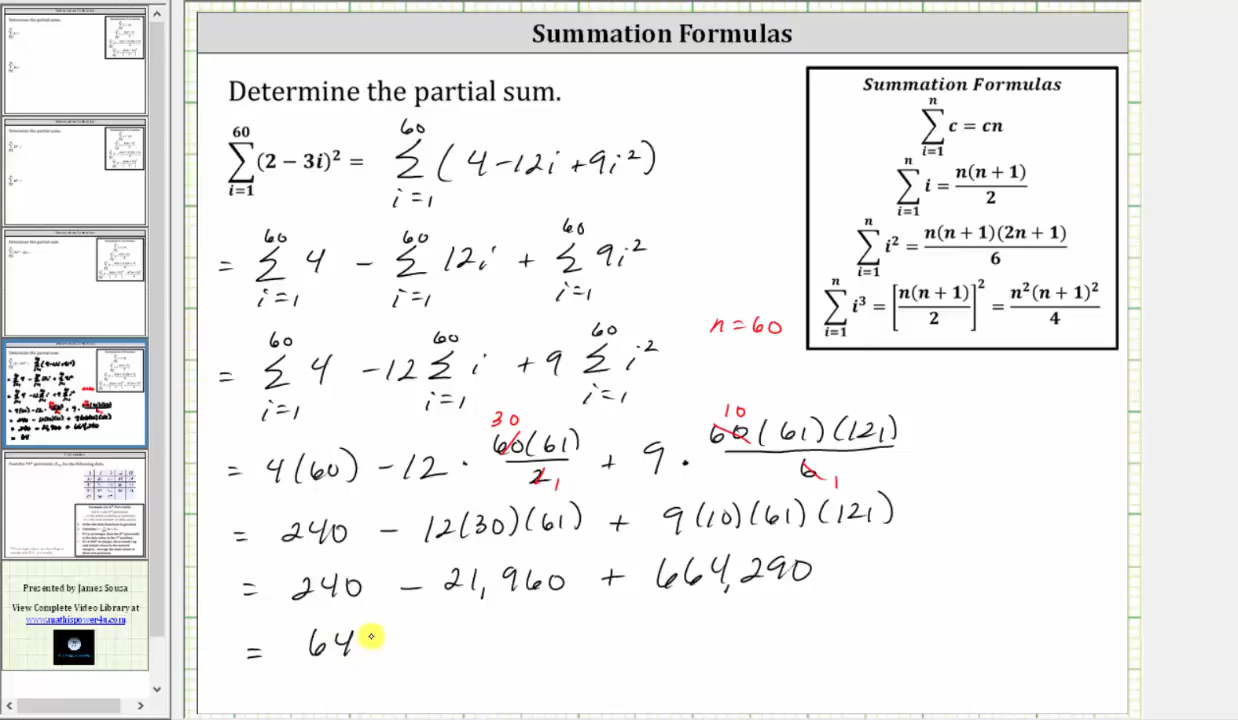 Summation Formulas
Determine the partial sum.
60
∑ (2 − 3i)² =
i=1
60
∑ (4−12i+9i²)
i=1
= 60 ∑ i=1 4 − 60 ∑ i=1 12i + 60 ∑ i=1 9i²
n=60
= 60 ∑ i=1 4 −12 60 ∑ i=1 i + 9 60 ∑ i=1 i²
= 4(60) −12 · 30 60(61) / 2 1 + 9 · 10 60(61)(121) / 6 1
= 240 − 12(30)(61) + 9(10)(61)(121)
= 240 − 21,960 + 664,290
= 64
Summation Formulas
n ∑ i=1 c = cn
n ∑ i=1 i = n(n + 1) / 2
n ∑ i=1 i² = n(n + 1)(2n + 1) / 6
n ∑ i=1 i³ = [n(n + 1) / 2]² = n²(n + 1)² / 4
Presented by James Sousa
View Complete Video Library at
www.mathispower4u.com